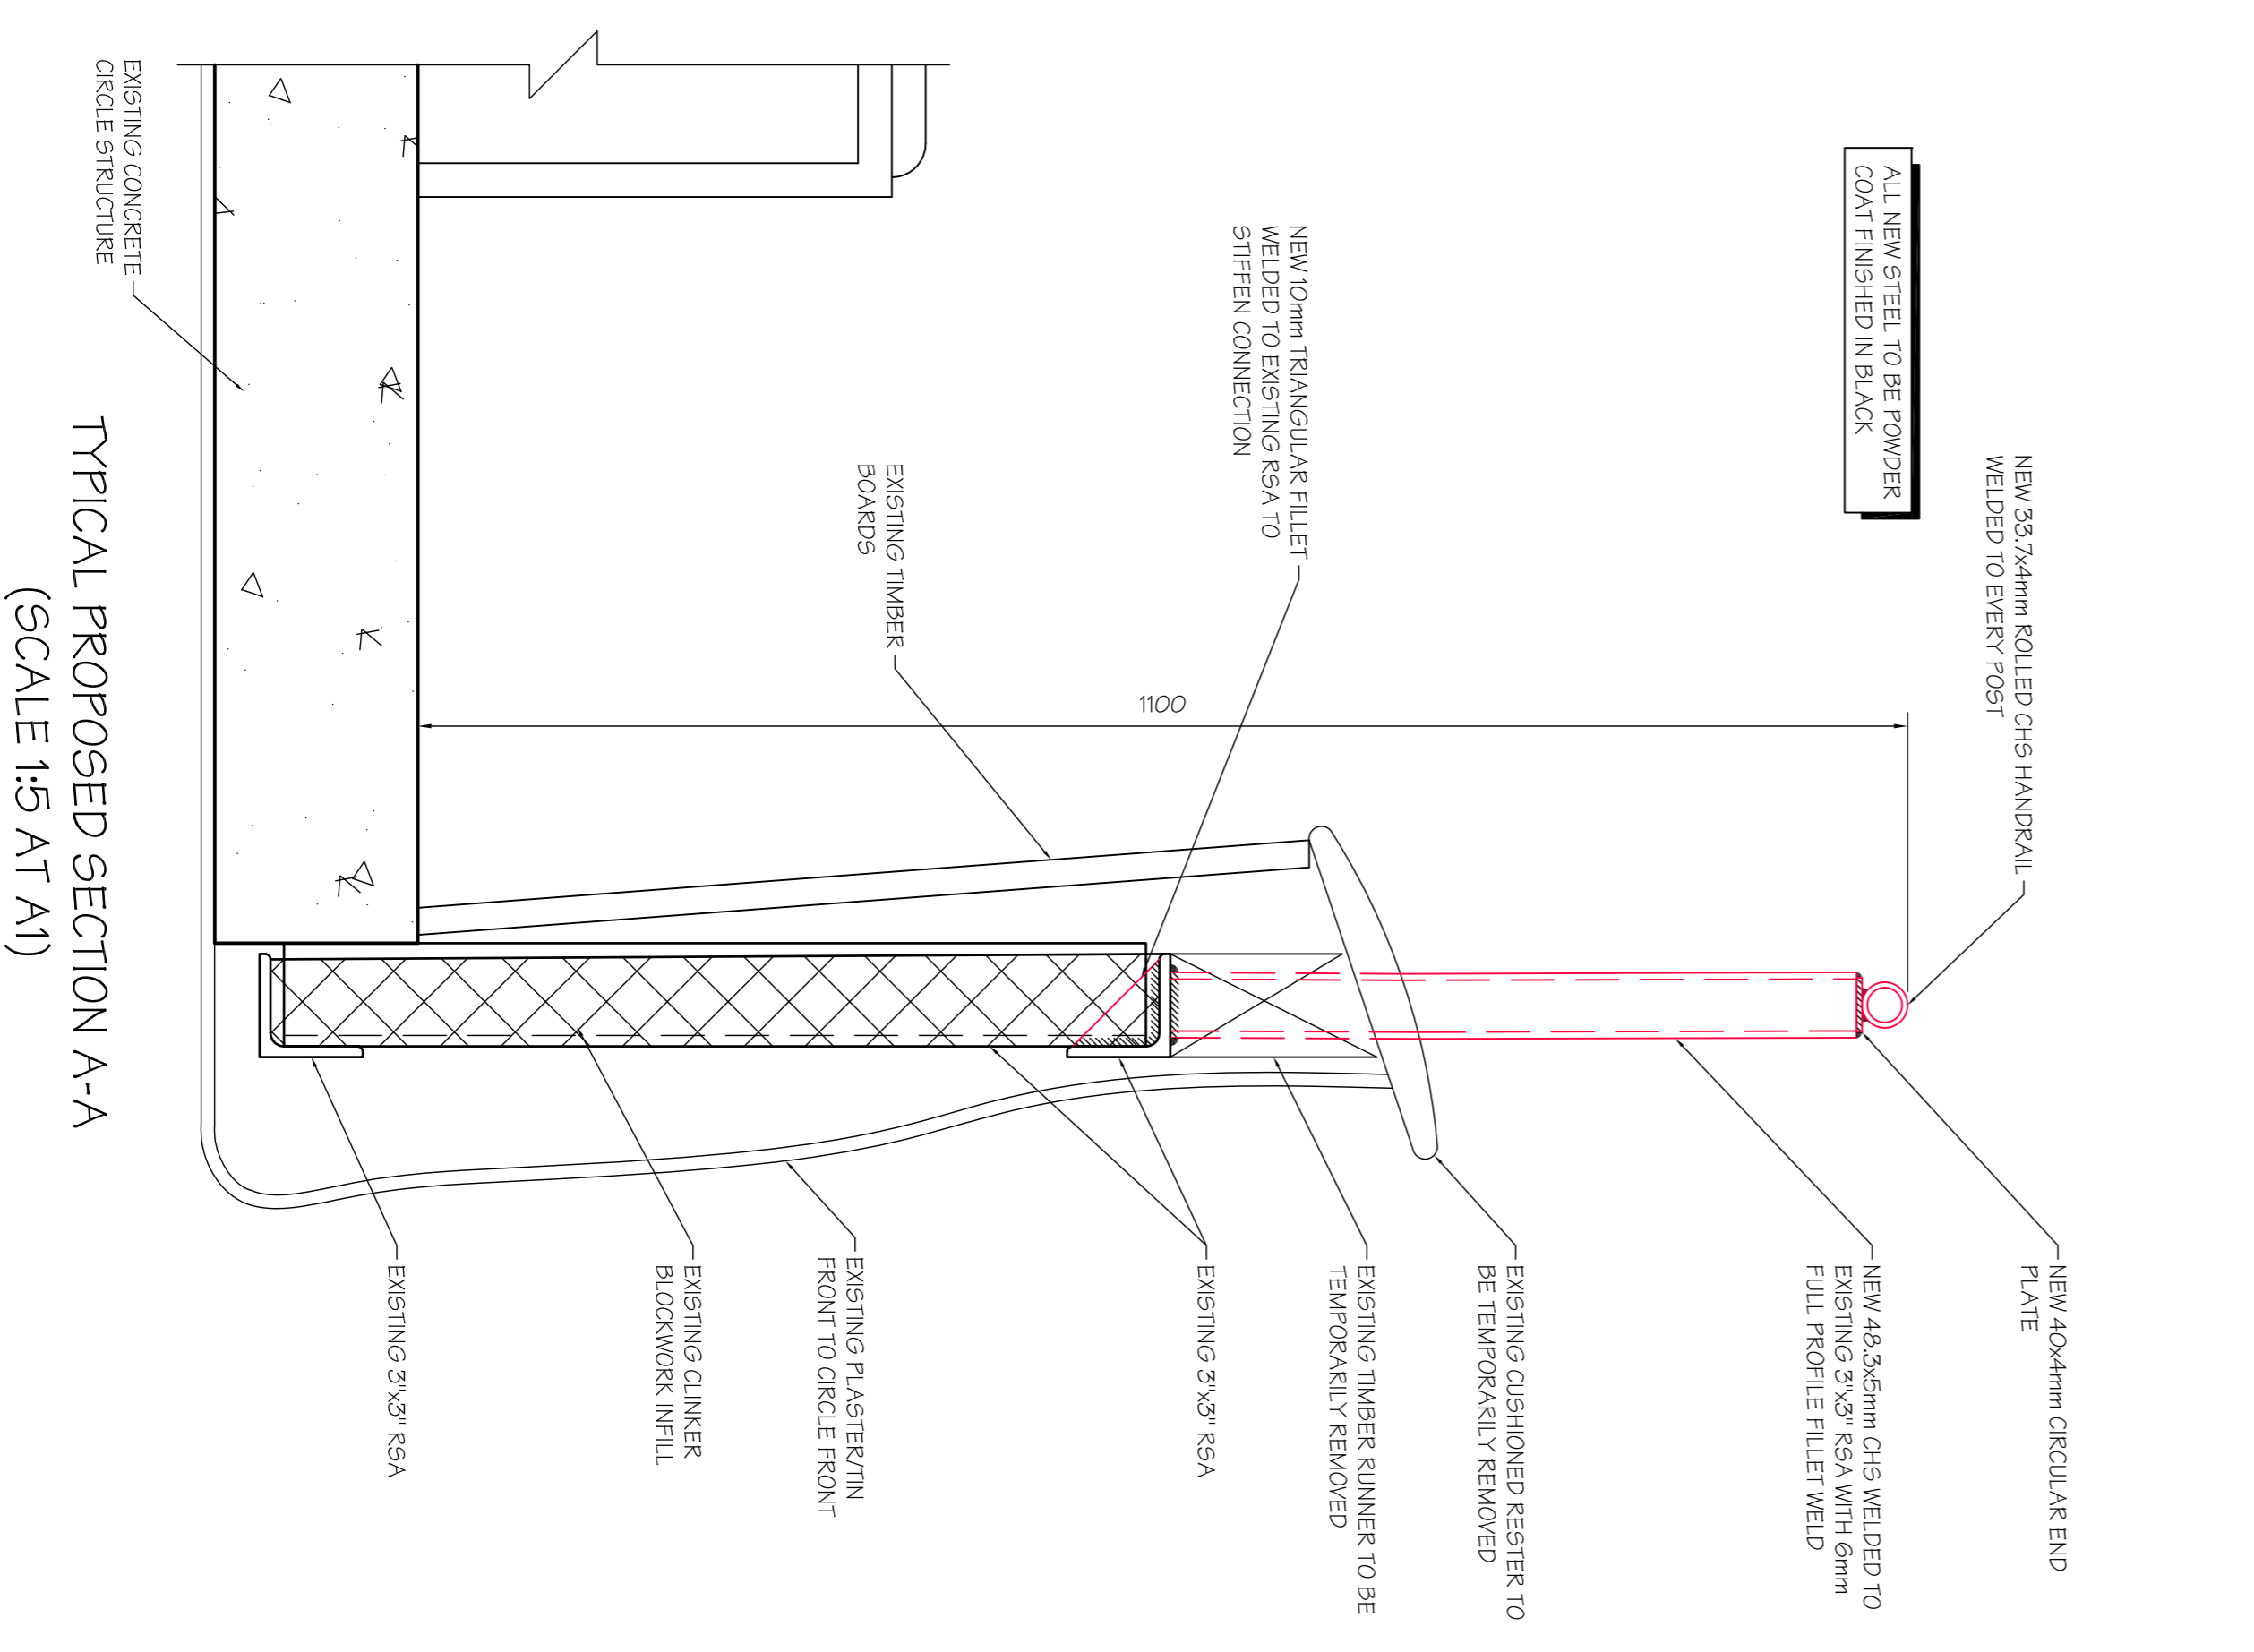 ALL NEW STEEL TO BE POWDER
COAT FINISHED IN BLACK
NEW 33.7x4mm ROLLED CHS HANDRAIL
WELDED TO EVERY POST
NEW 40x4mm CIRCULAR END
PLATE
NEW 48.3x5mm CHS WELDED TO
EXISTING 3"x3" RSA WITH 6mm
FULL PROFILE FILLET WELD
EXISTING CUSHIONED RESTER TO
BE TEMPORARILY REMOVED
EXISTING TIMBER RUNNER TO BE
TEMPORARILY REMOVED
NEW 10mm TRIANGULAR FILLET
WELDED TO EXISTING RSA TO
STIFFEN CONNECTION
1100
EXISTING 3"x3" RSA
EXISTING TIMBER
BOARDS
EXISTING PLASTER/TIN
FRONT TO CIRCLE FRONT
EXISTING CLINKER
BLOCKWORK INFILL
EXISTING 3"x3" RSA
EXISTING CONCRETE
CIRCLE STRUCTURE
TYPICAL PROPOSED SECTION A-A
(SCALE 1:5 AT A1)